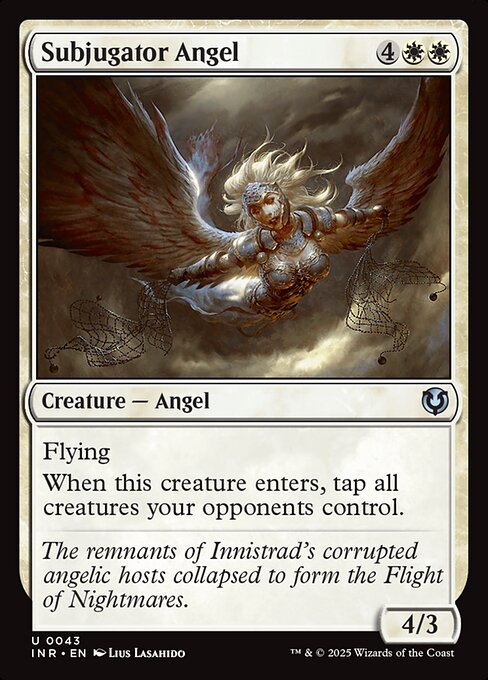 Subjugator Angel 4
Creature — Angel
Flying
When this creature enters, tap all
creatures your opponents control.
The remnants of Innistrad's corrupted
angelic hosts collapsed to form the Flight
of Nightmares.
4/3
U 0043
INR • EN Lius Lasahido
™ & © 2025 Wizards of the Coast